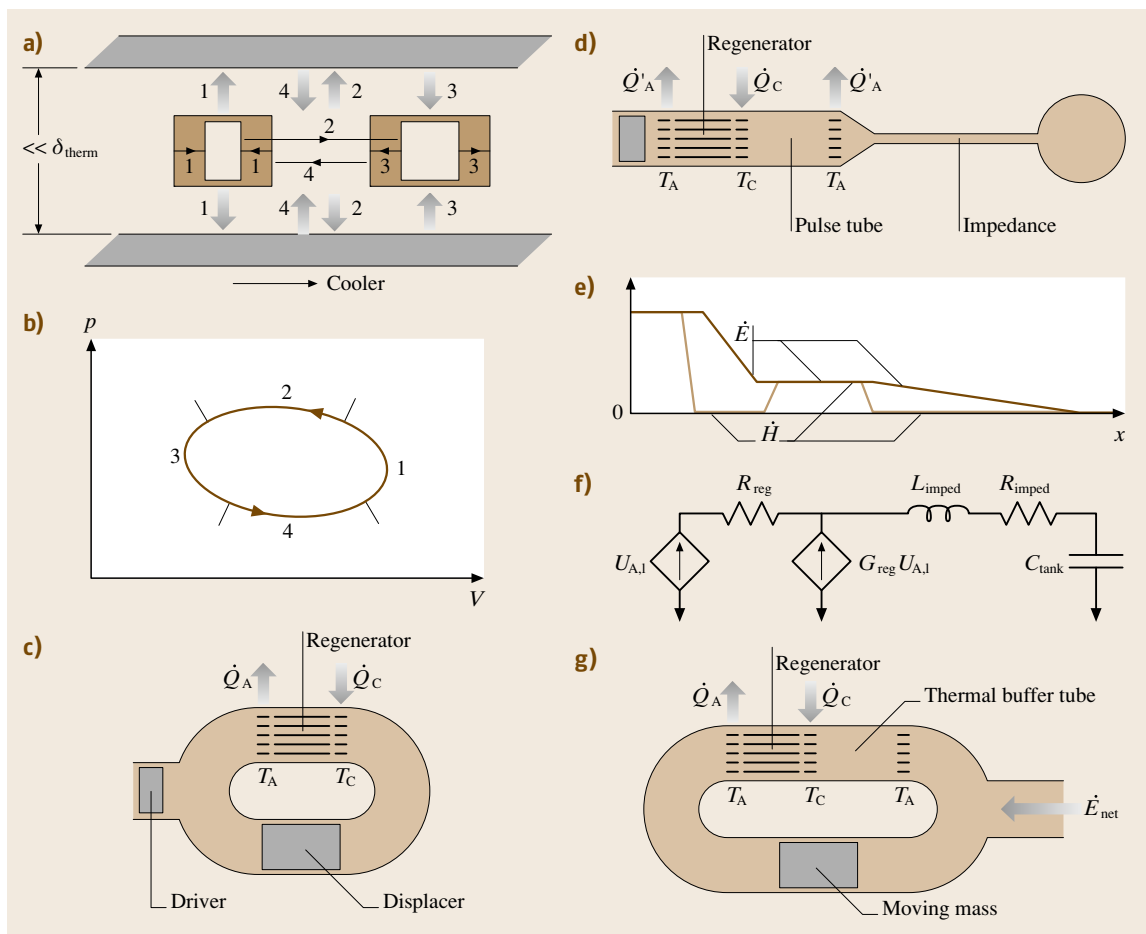 a)
1
4
2
3
<< δtherm
2
1
1
4
3
3
1
4
2
3
Cooler
b)
p
2
3
1
4
V
c)
Regenerator
Q̇A
Q̇C
TA
TC
Driver
Displacer
d)
Regenerator
Q̇'A
Q̇C
Q̇'A
TA
TC
TA
Pulse tube
Impedance
e)
Ė
0
Ḣ
x
f)
Rreg
Limped
Rimped
UA,1
GregUA,1
Ctank
g)
Regenerator
Q̇A
Q̇C
Thermal buffer tube
TA
TC
TA
Ėnet
Moving mass